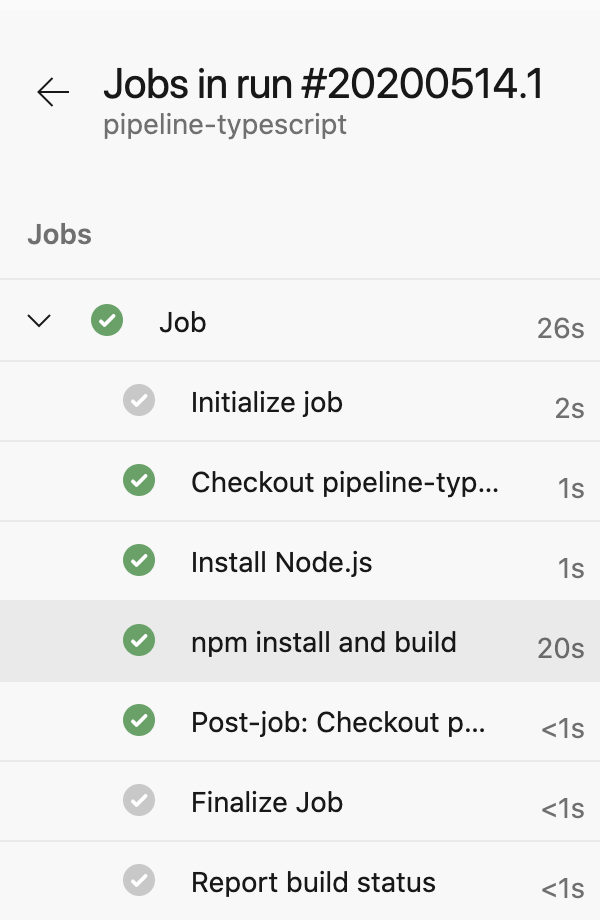 Jobs in run #20200514.1
pipeline-typescript
Jobs
Job 26s
Initialize job 2s
Checkout pipeline-typ... 1s
Install Node.js 1s
npm install and build 20s
Post-job: Checkout p... <1s
Finalize Job <1s
Report build status <1s